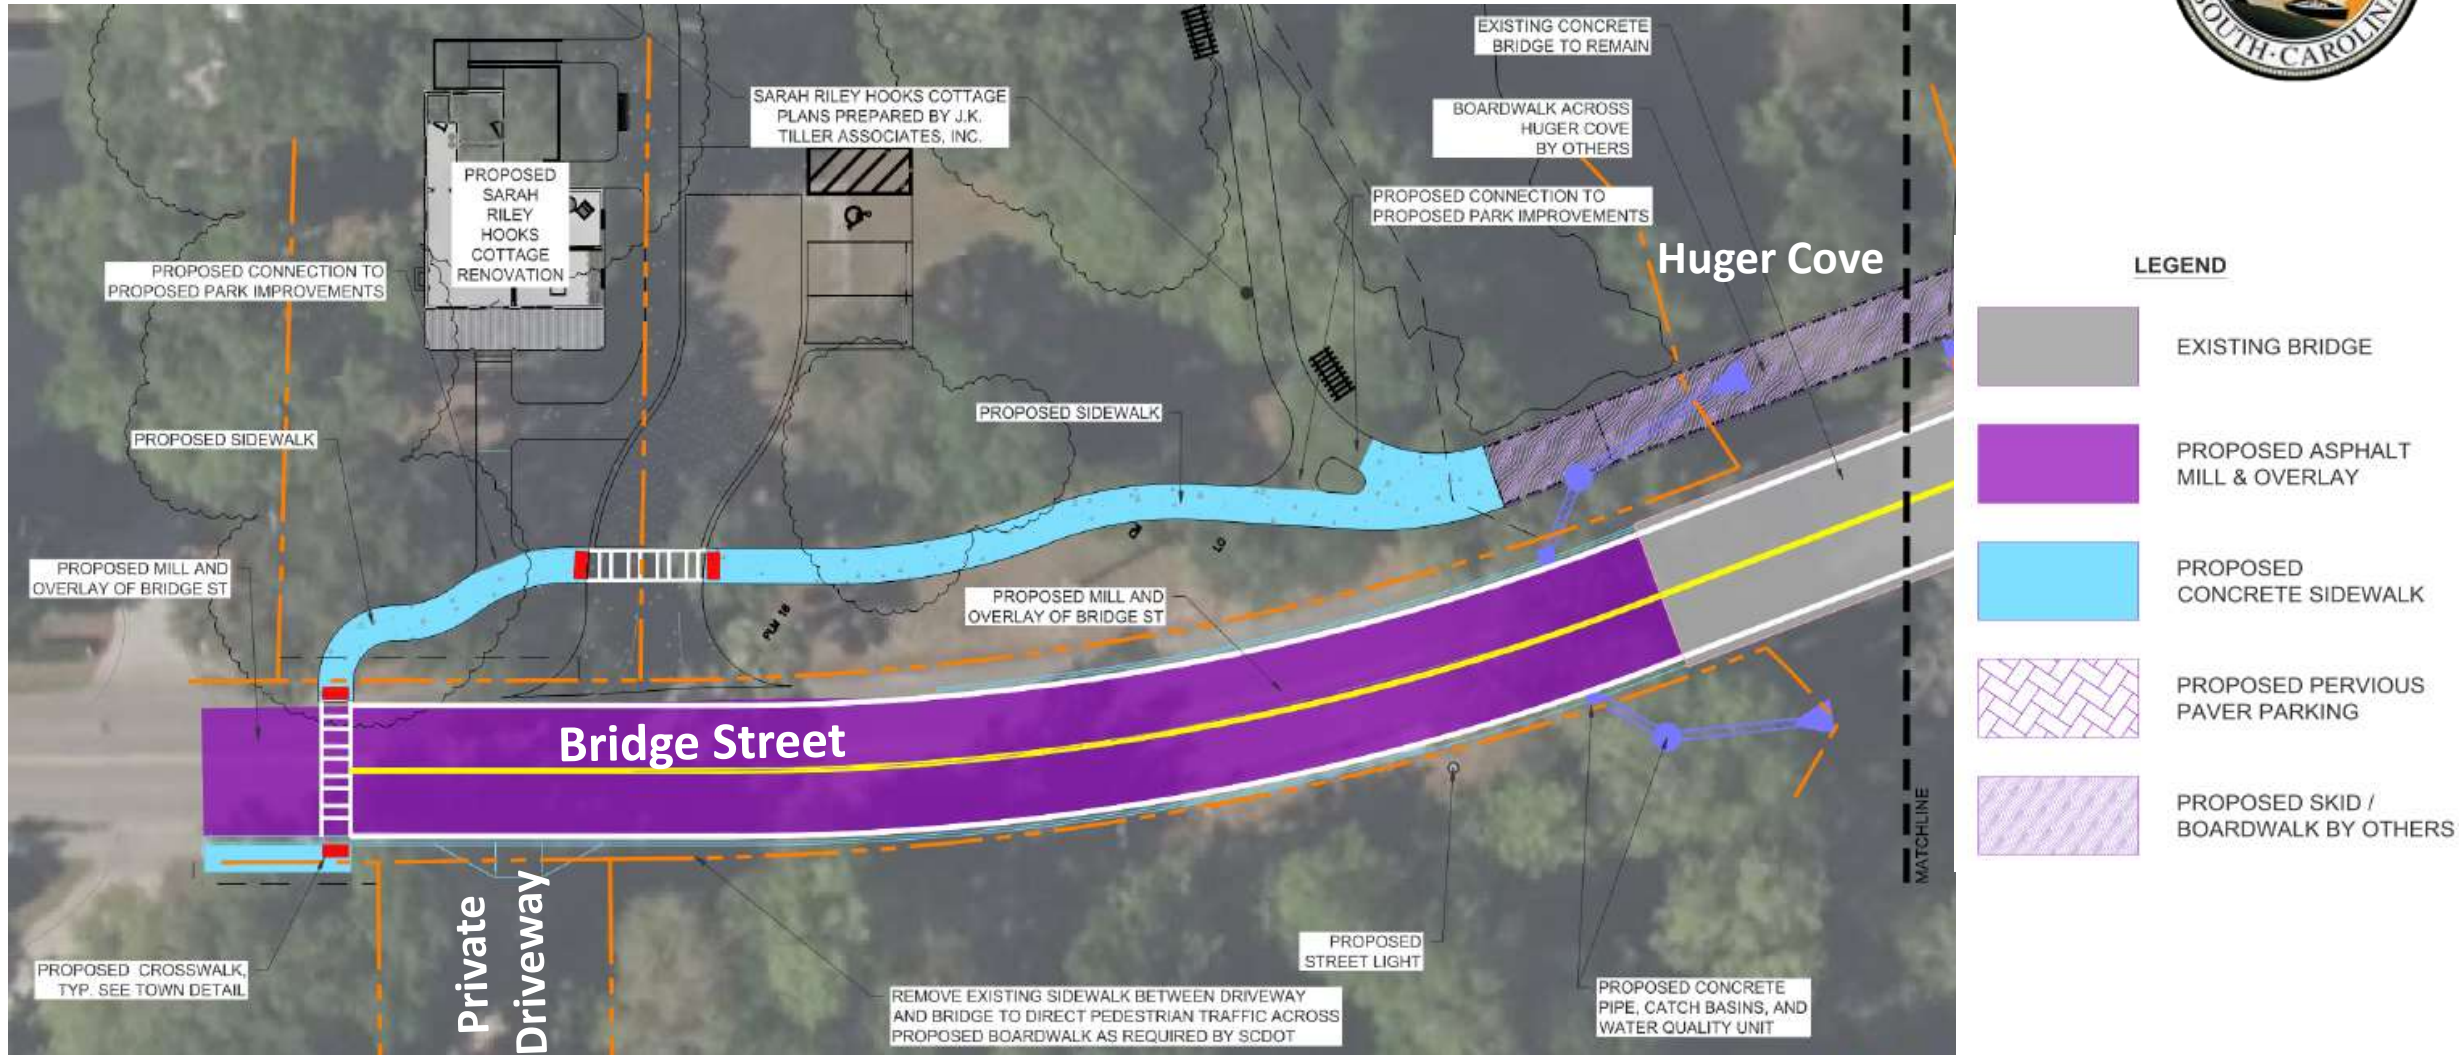 SOUTH·CAROLINA
EXISTING CONCRETE
BRIDGE TO REMAIN
SARAH RILEY HOOKS COTTAGE
PLANS PREPARED BY J.K.
TILLER ASSOCIATES, INC.
BOARDWALK ACROSS
HUGER COVE
BY OTHERS
PROPOSED
SARAH
RILEY
HOOKS
COTTAGE
RENOVATION
PROPOSED CONNECTION TO
PROPOSED PARK IMPROVEMENTS
Huger Cove
PROPOSED CONNECTION TO
PROPOSED PARK IMPROVEMENTS
PROPOSED SIDEWALK
PROPOSED SIDEWALK
PROPOSED MILL AND
OVERLAY OF BRIDGE ST
PROPOSED MILL AND
OVERLAY OF BRIDGE ST
LO
PLM 16
Bridge Street
MATCHLINE
Private
Driveway
PROPOSED CROSSWALK,
TYP. SEE TOWN DETAIL
PROPOSED
STREET LIGHT
REMOVE EXISTING SIDEWALK BETWEEN DRIVEWAY
AND BRIDGE TO DIRECT PEDESTRIAN TRAFFIC ACROSS
PROPOSED BOARDWALK AS REQUIRED BY SCDOT
PROPOSED CONCRETE
PIPE, CATCH BASINS, AND
WATER QUALITY UNIT
LEGEND
EXISTING BRIDGE
PROPOSED ASPHALT
MILL & OVERLAY
PROPOSED
CONCRETE SIDEWALK
PROPOSED PERVIOUS
PAVER PARKING
PROPOSED SKID /
BOARDWALK BY OTHERS